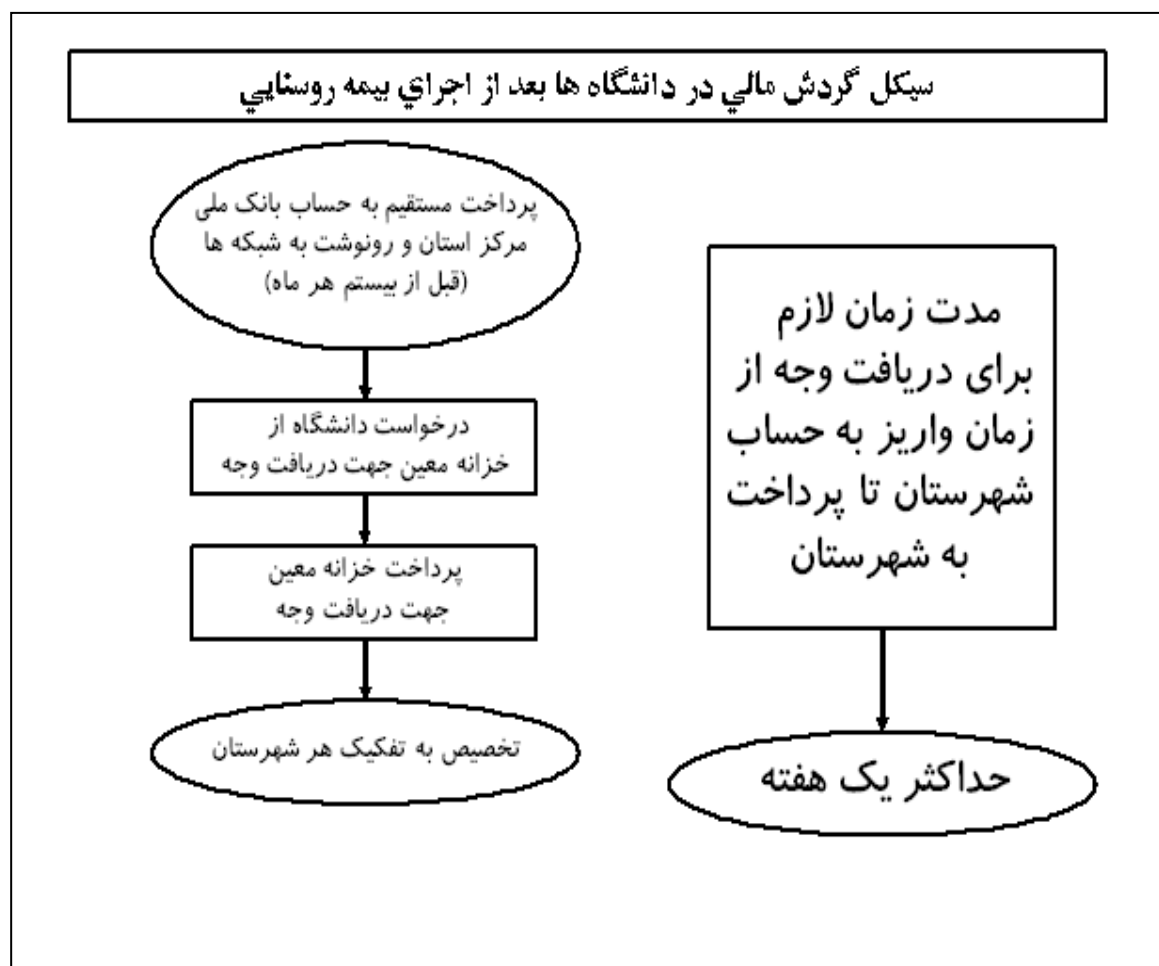 سيكل گردش مالي در دانشگاه ها بعد از اجراي بيمه روستايي
پرداخت مستقیم به حساب بانک ملی
مرکز استان و رونوشت به شبکه ها
(قبل از بیستم هر ماه)
درخواست دانشگاه از
خزانه معین جهت دریافت وجه
پرداخت خزانه معین
جهت دریافت وجه
تخصیص به تفکیک هر شهرستان
مدت زمان لازم
برای دریافت وجه از
زمان واریز به حساب
شهرستان تا پرداخت
به شهرستان
حداکثر یک هفته